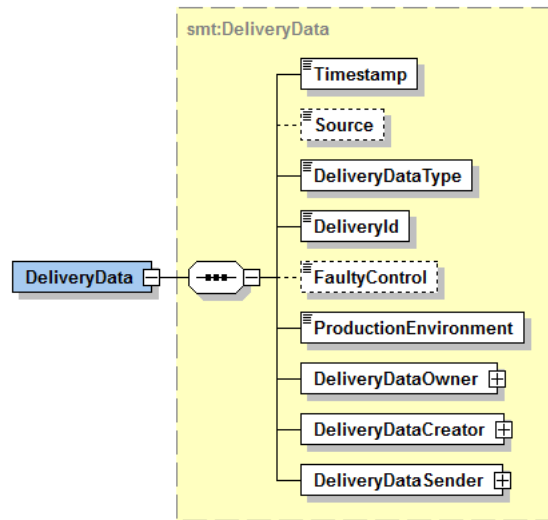 smt:DeliveryData
Timestamp
Source
DeliveryDataType
DeliveryId
DeliveryData
FaultyControl
ProductionEnvironment
DeliveryDataOwner
DeliveryDataCreator
DeliveryDataSender